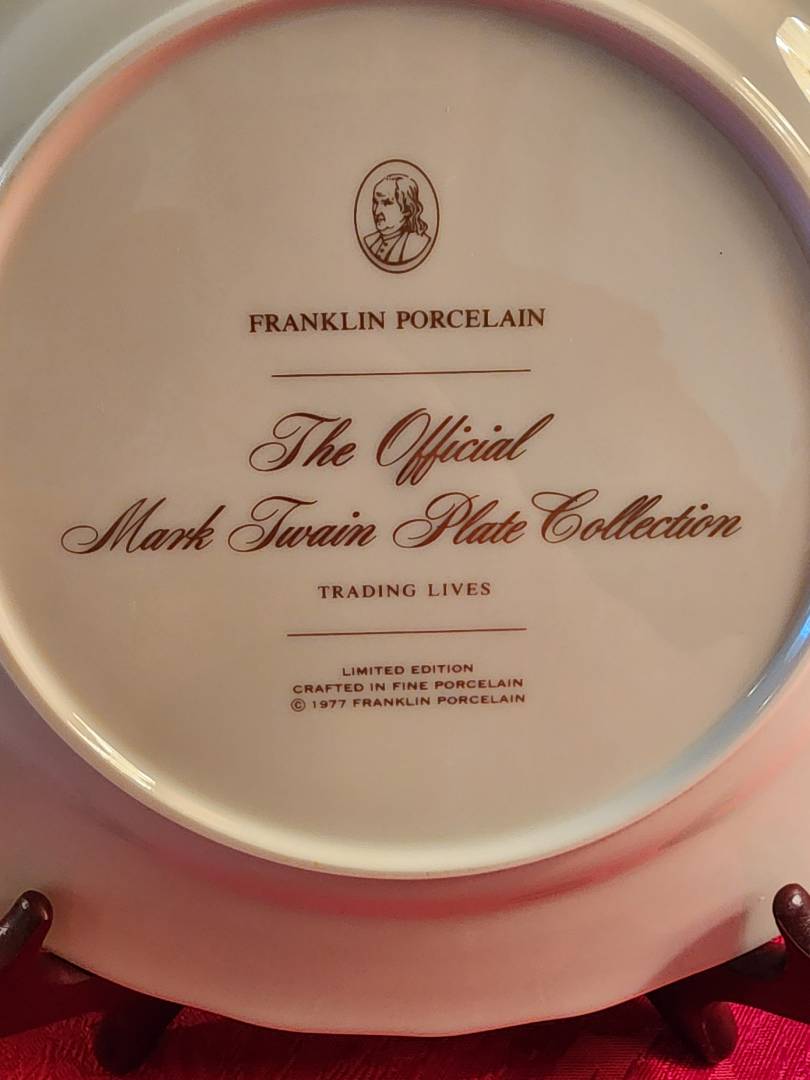 FRANKLIN PORCELAIN
The Official
Mark Twain Plate Collection
TRADING LIVES
LIMITED EDITION
CRAFTED IN FINE PORCELAIN
© 1977 FRANKLIN PORCELAIN